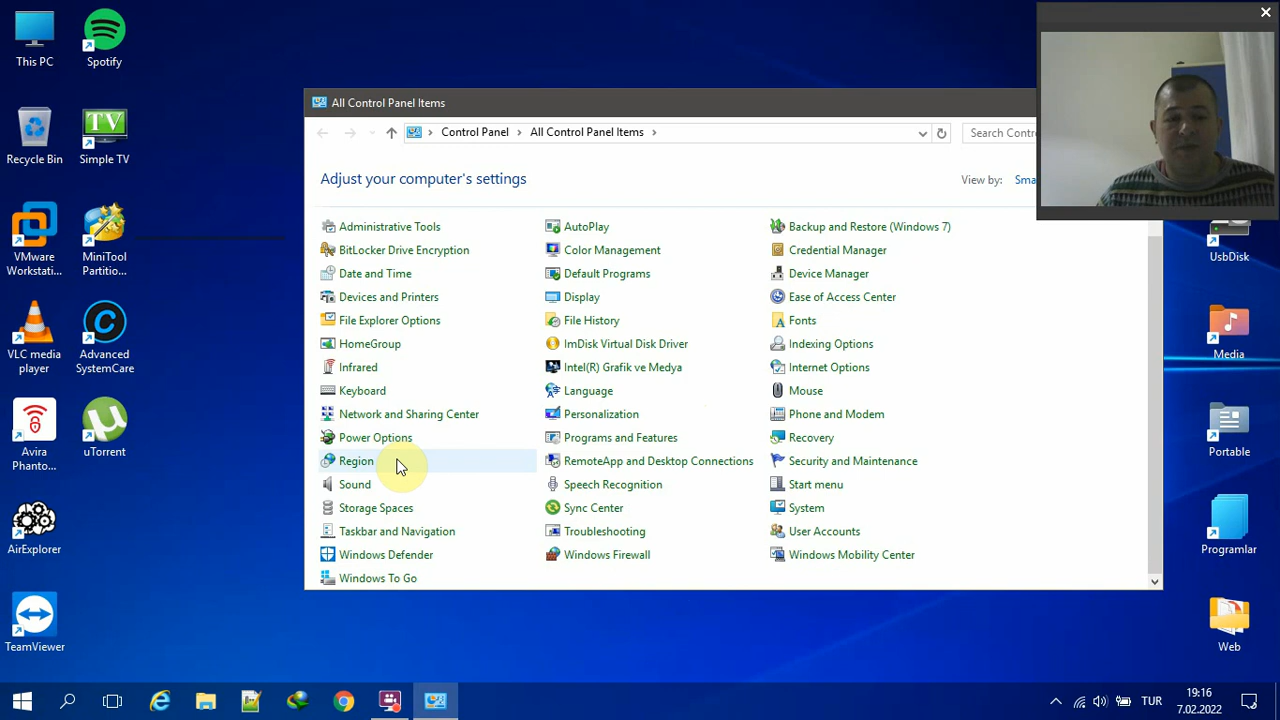 This PC
Spotify
Recycle Bin
Simple TV
VMware
Workstati...
MiniTool
Partitio...
VLC media
player
Advanced
SystemCare
Avira
Phanto...
uTorrent
AirExplorer
TeamViewer
All Control Panel Items
Control Panel
All Control Panel Items
Search Contr
Adjust your computer's settings
View by:
Sma
Administrative Tools
AutoPlay
Backup and Restore (Windows 7)
BitLocker Drive Encryption
Color Management
Credential Manager
Date and Time
Default Programs
Device Manager
Devices and Printers
Display
Ease of Access Center
File Explorer Options
File History
Fonts
HomeGroup
ImDisk Virtual Disk Driver
Indexing Options
Infrared
Intel(R) Grafik ve Medya
Internet Options
Keyboard
Language
Mouse
Network and Sharing Center
Personalization
Phone and Modem
Power Options
Programs and Features
Recovery
Region
RemoteApp and Desktop Connections
Security and Maintenance
Sound
Speech Recognition
Start menu
Storage Spaces
Sync Center
System
Taskbar and Navigation
Troubleshooting
User Accounts
Windows Defender
Windows Firewall
Windows Mobility Center
Windows To Go
UsbDisk
Media
Portable
Programlar
Web
TUR
19:16
7.02.2022